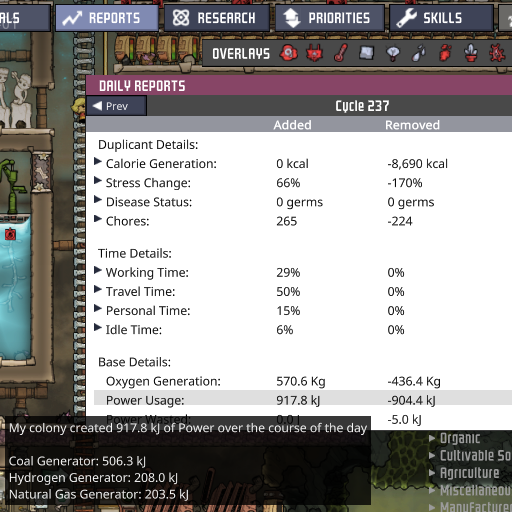 ALS REPORTS RESEARCH PRIORITIES SKILLS
OVERLAYS
DAILY REPORTS
Prev Cycle 237
Added Removed
Duplicant Details:
Calorie Generation: 0 kcal -8,690 kcal
Stress Change: 66% -170%
Disease Status: 0 germs 0 germs
Chores: 265 -224
Time Details:
Working Time: 29% 0%
Travel Time: 50% 0%
Personal Time: 15% 0%
Idle Time: 6% 0%
Base Details:
Oxygen Generation: 570.6 Kg -436.4 Kg
Power Usage: 917.8 kJ -904.4 kJ
Power Wasted: 0.0 J -5.0 kJ
My colony created 917.8 kJ of Power over the course of the day
Coal Generator: 506.3 kJ
Hydrogen Generator: 208.0 kJ
Natural Gas Generator: 203.5 kJ
Organic
Cultivable So
Agriculture
Miscellaneou
Manufacture